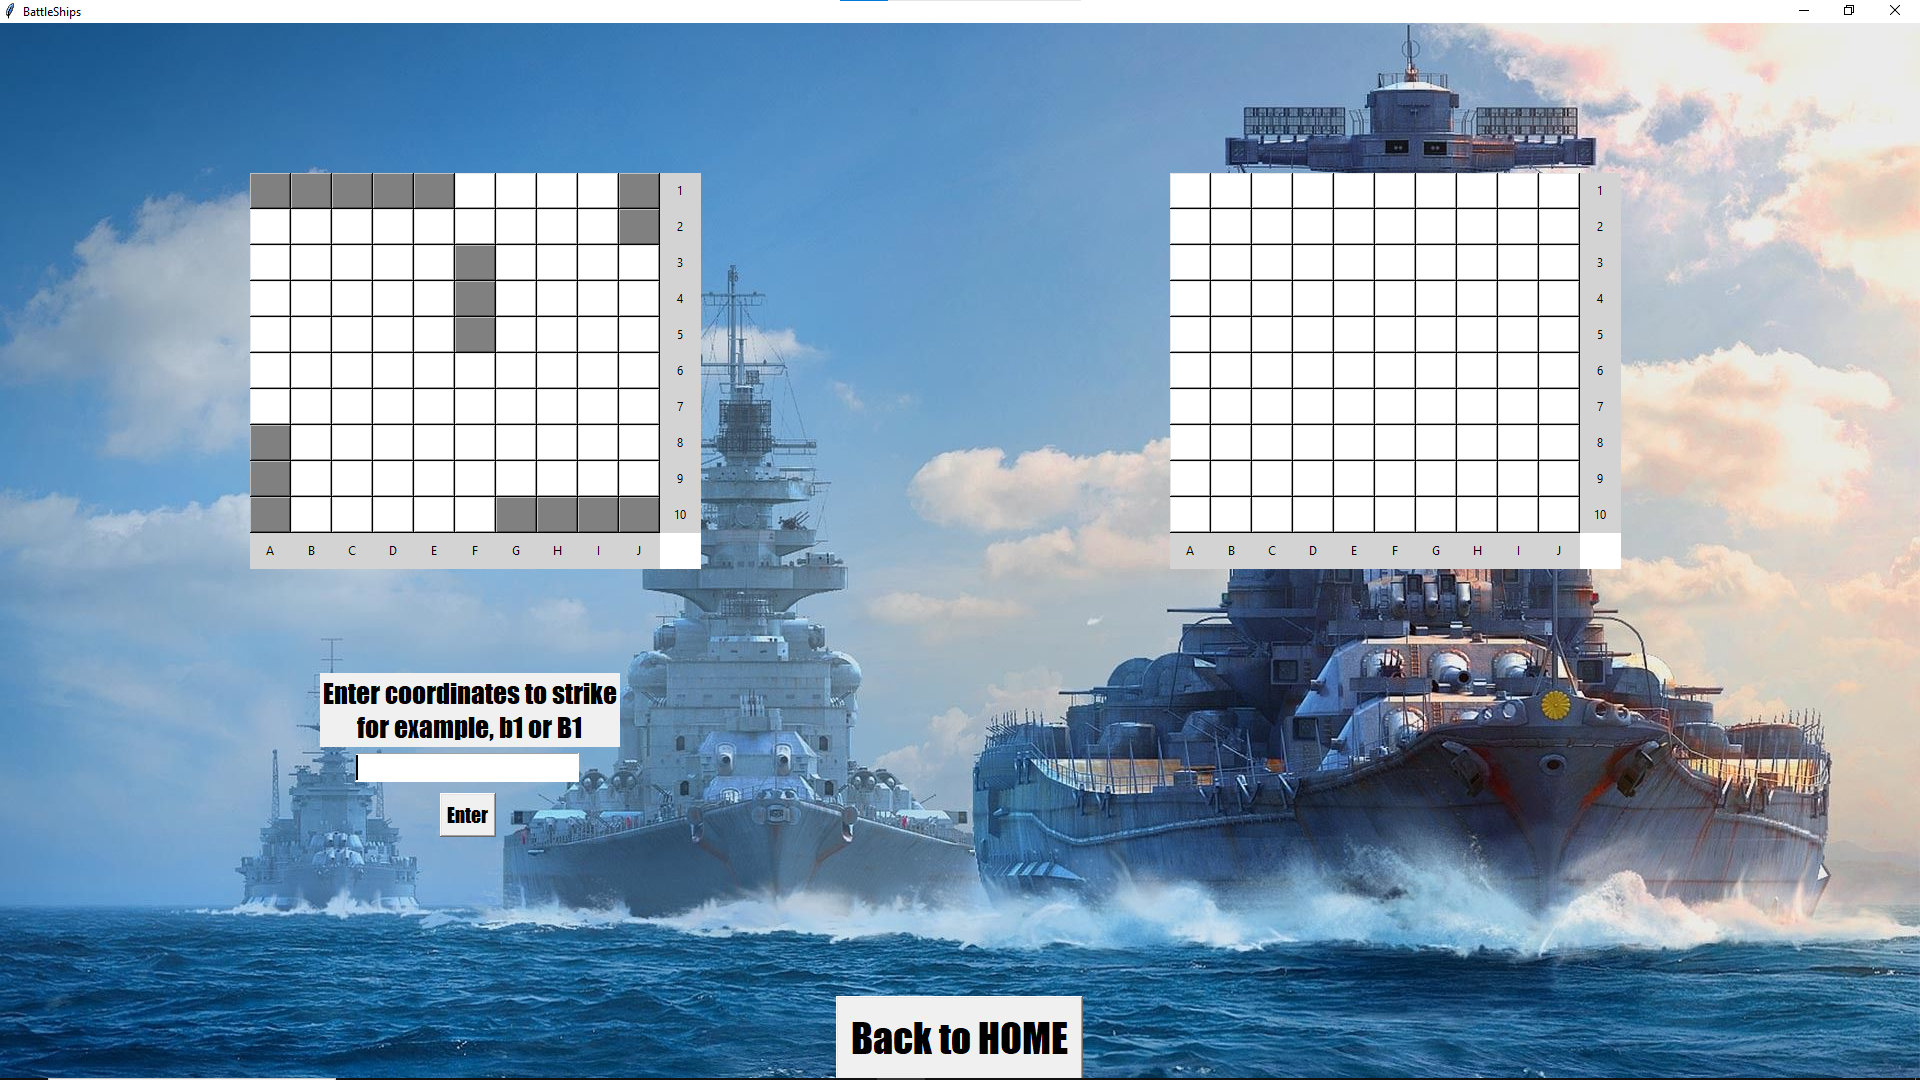 BattleShips
1 1
2 2
3 3
4 4
5 5
6 6
7 7
8 8
9 9
10 10
A B C D E F G H I J A B C D E F G H I J
Enter coordinates to strike
for example, b1 or B1
Enter
Back to HOME